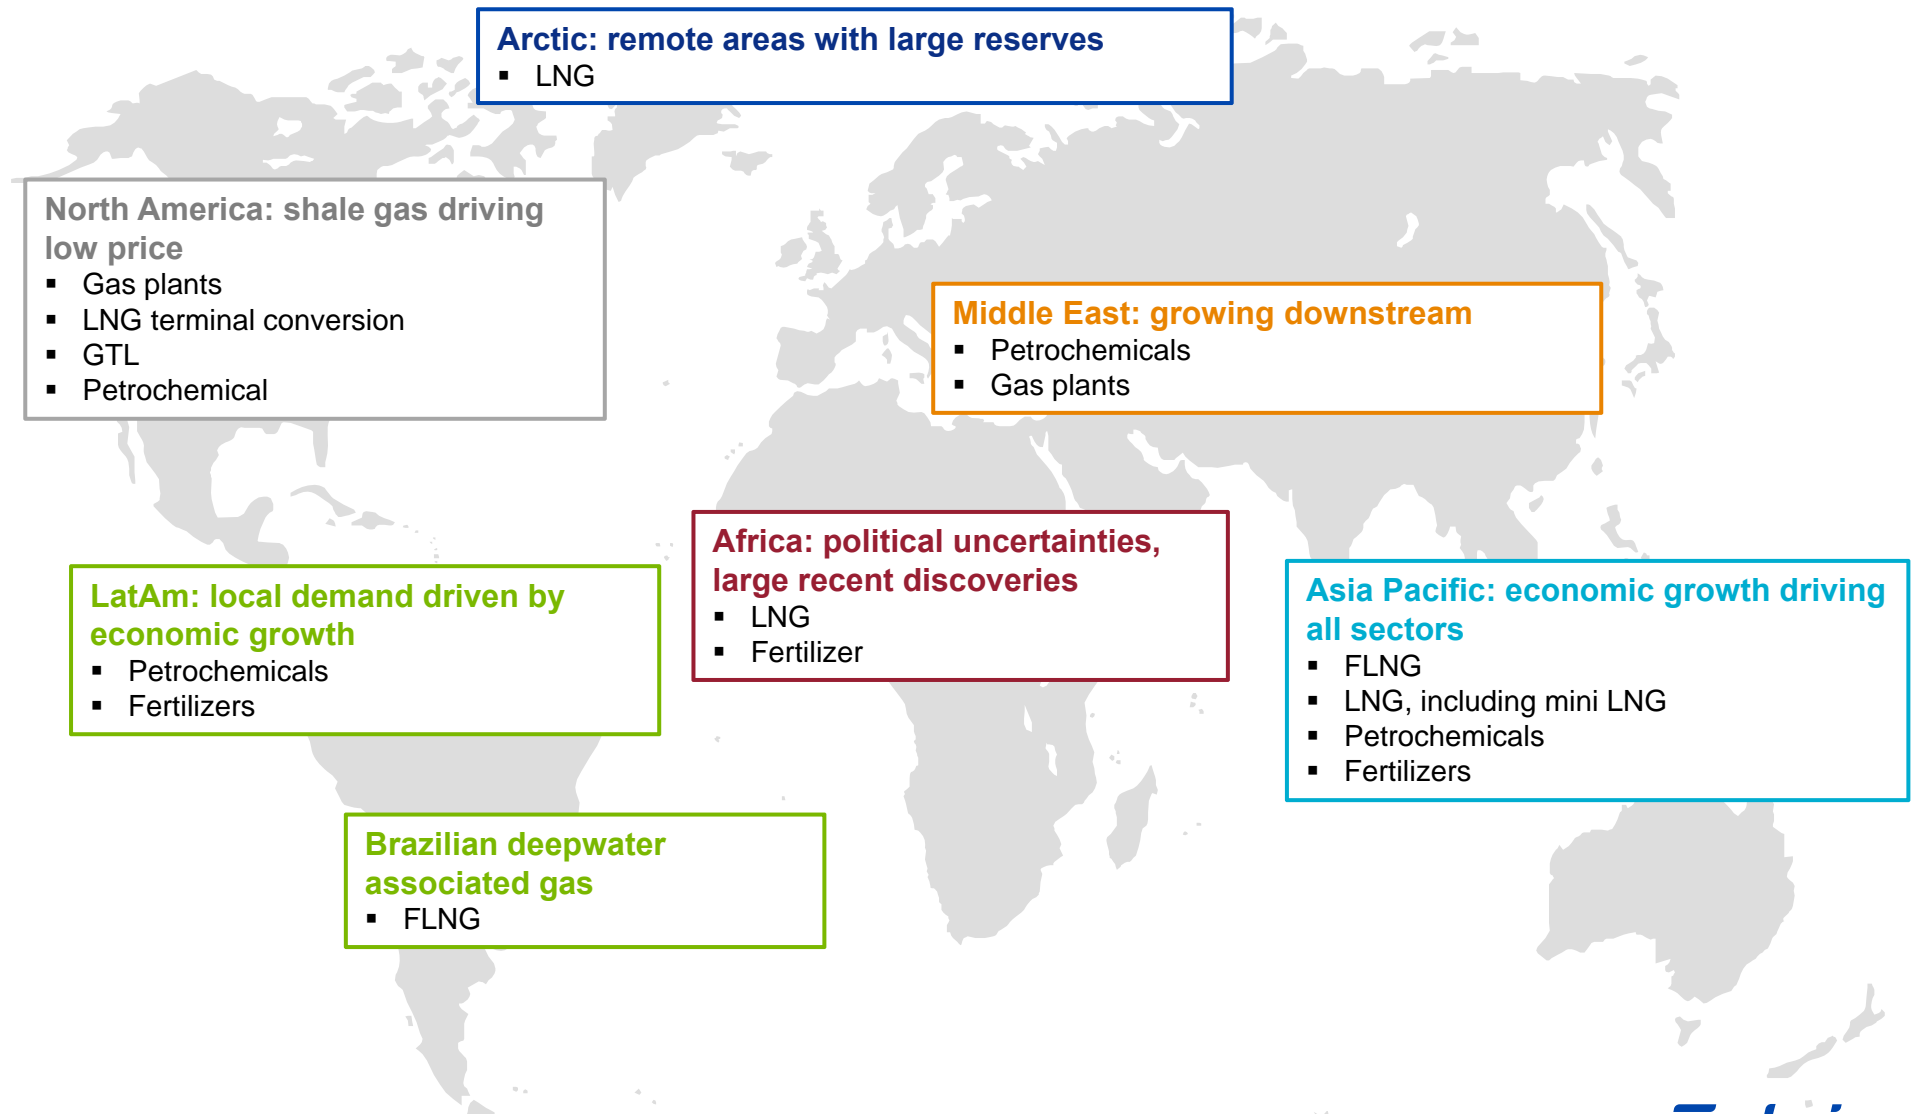 Arctic: remote areas with large reserves
▪ LNG
North America: shale gas driving
low price
▪ Gas plants
▪ LNG terminal conversion
▪ GTL
▪ Petrochemical
Middle East: growing downstream
▪ Petrochemicals
▪ Gas plants
Africa: political uncertainties,
large recent discoveries
▪ LNG
▪ Fertilizer
LatAm: local demand driven by
economic growth
▪ Petrochemicals
▪ Fertilizers
Asia Pacific: economic growth driving
all sectors
▪ FLNG
▪ LNG, including mini LNG
▪ Petrochemicals
▪ Fertilizers
Brazilian deepwater
associated gas
▪ FLNG